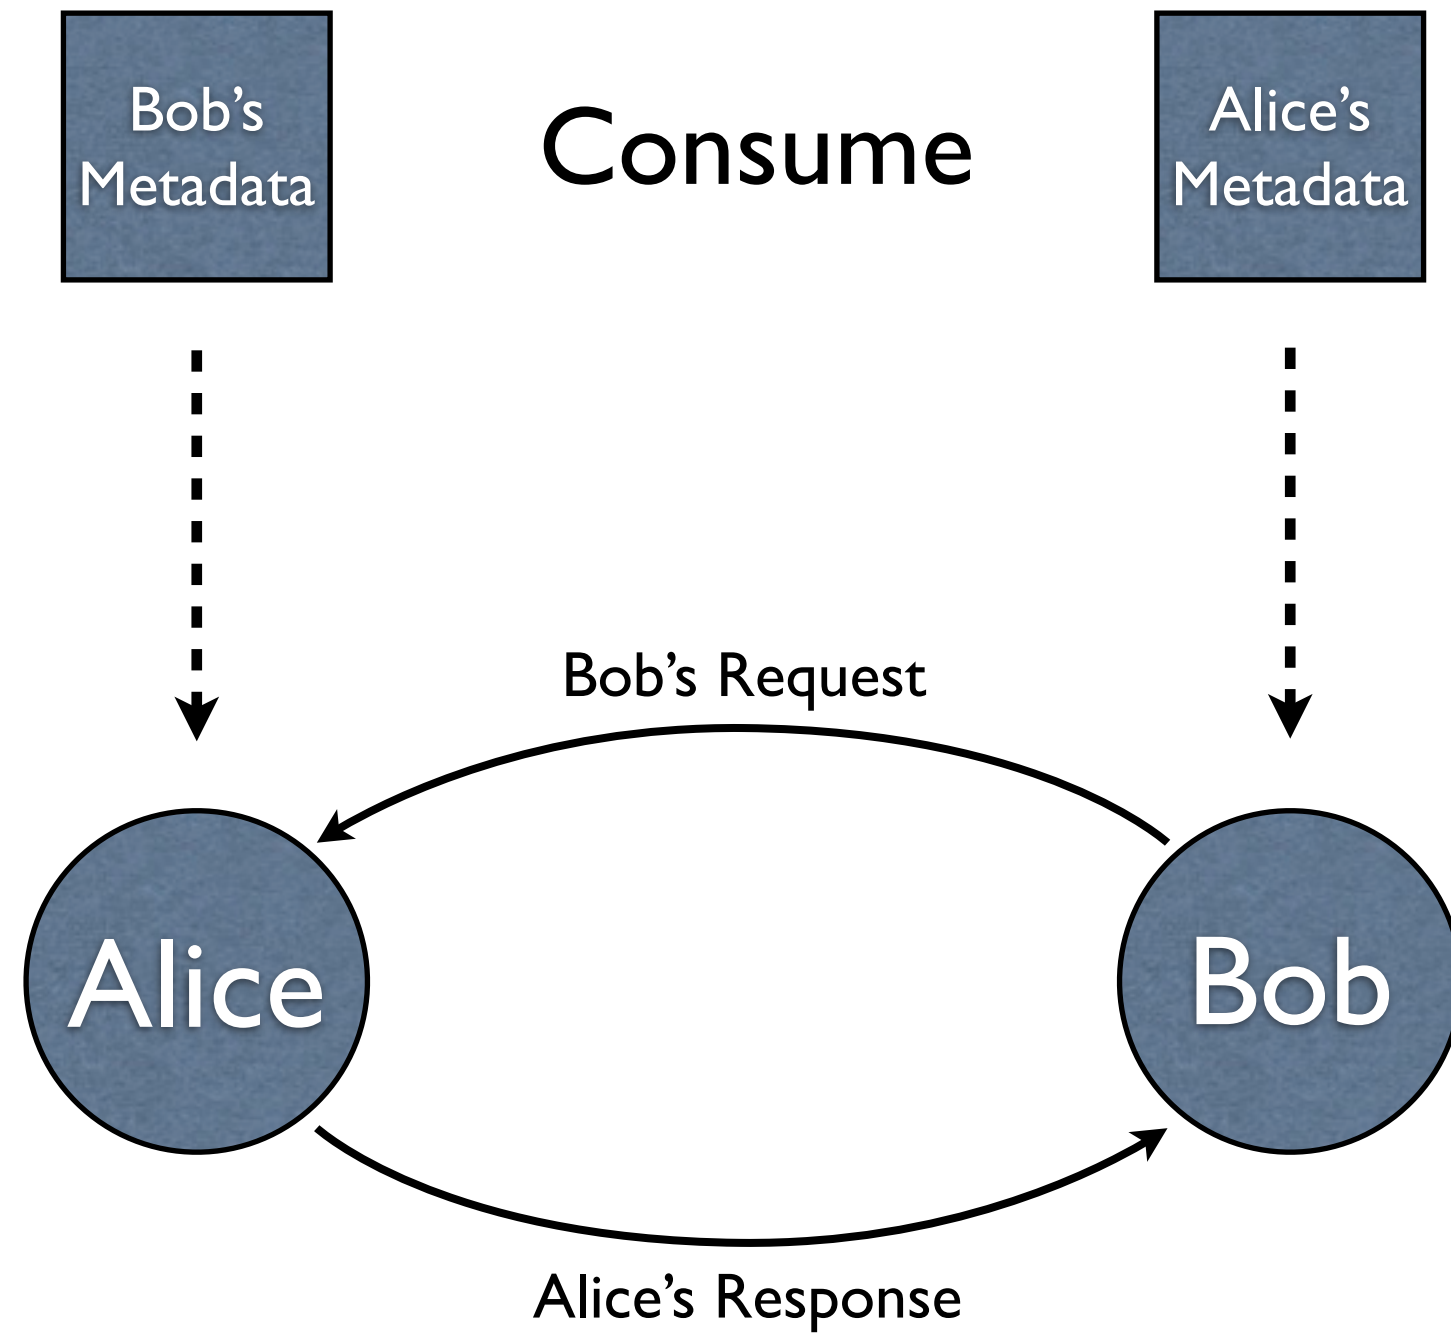 Bob’s
Metadata
Consume
Alice’s
Metadata
Bob’s Request
Alice
Bob
Alice’s Response